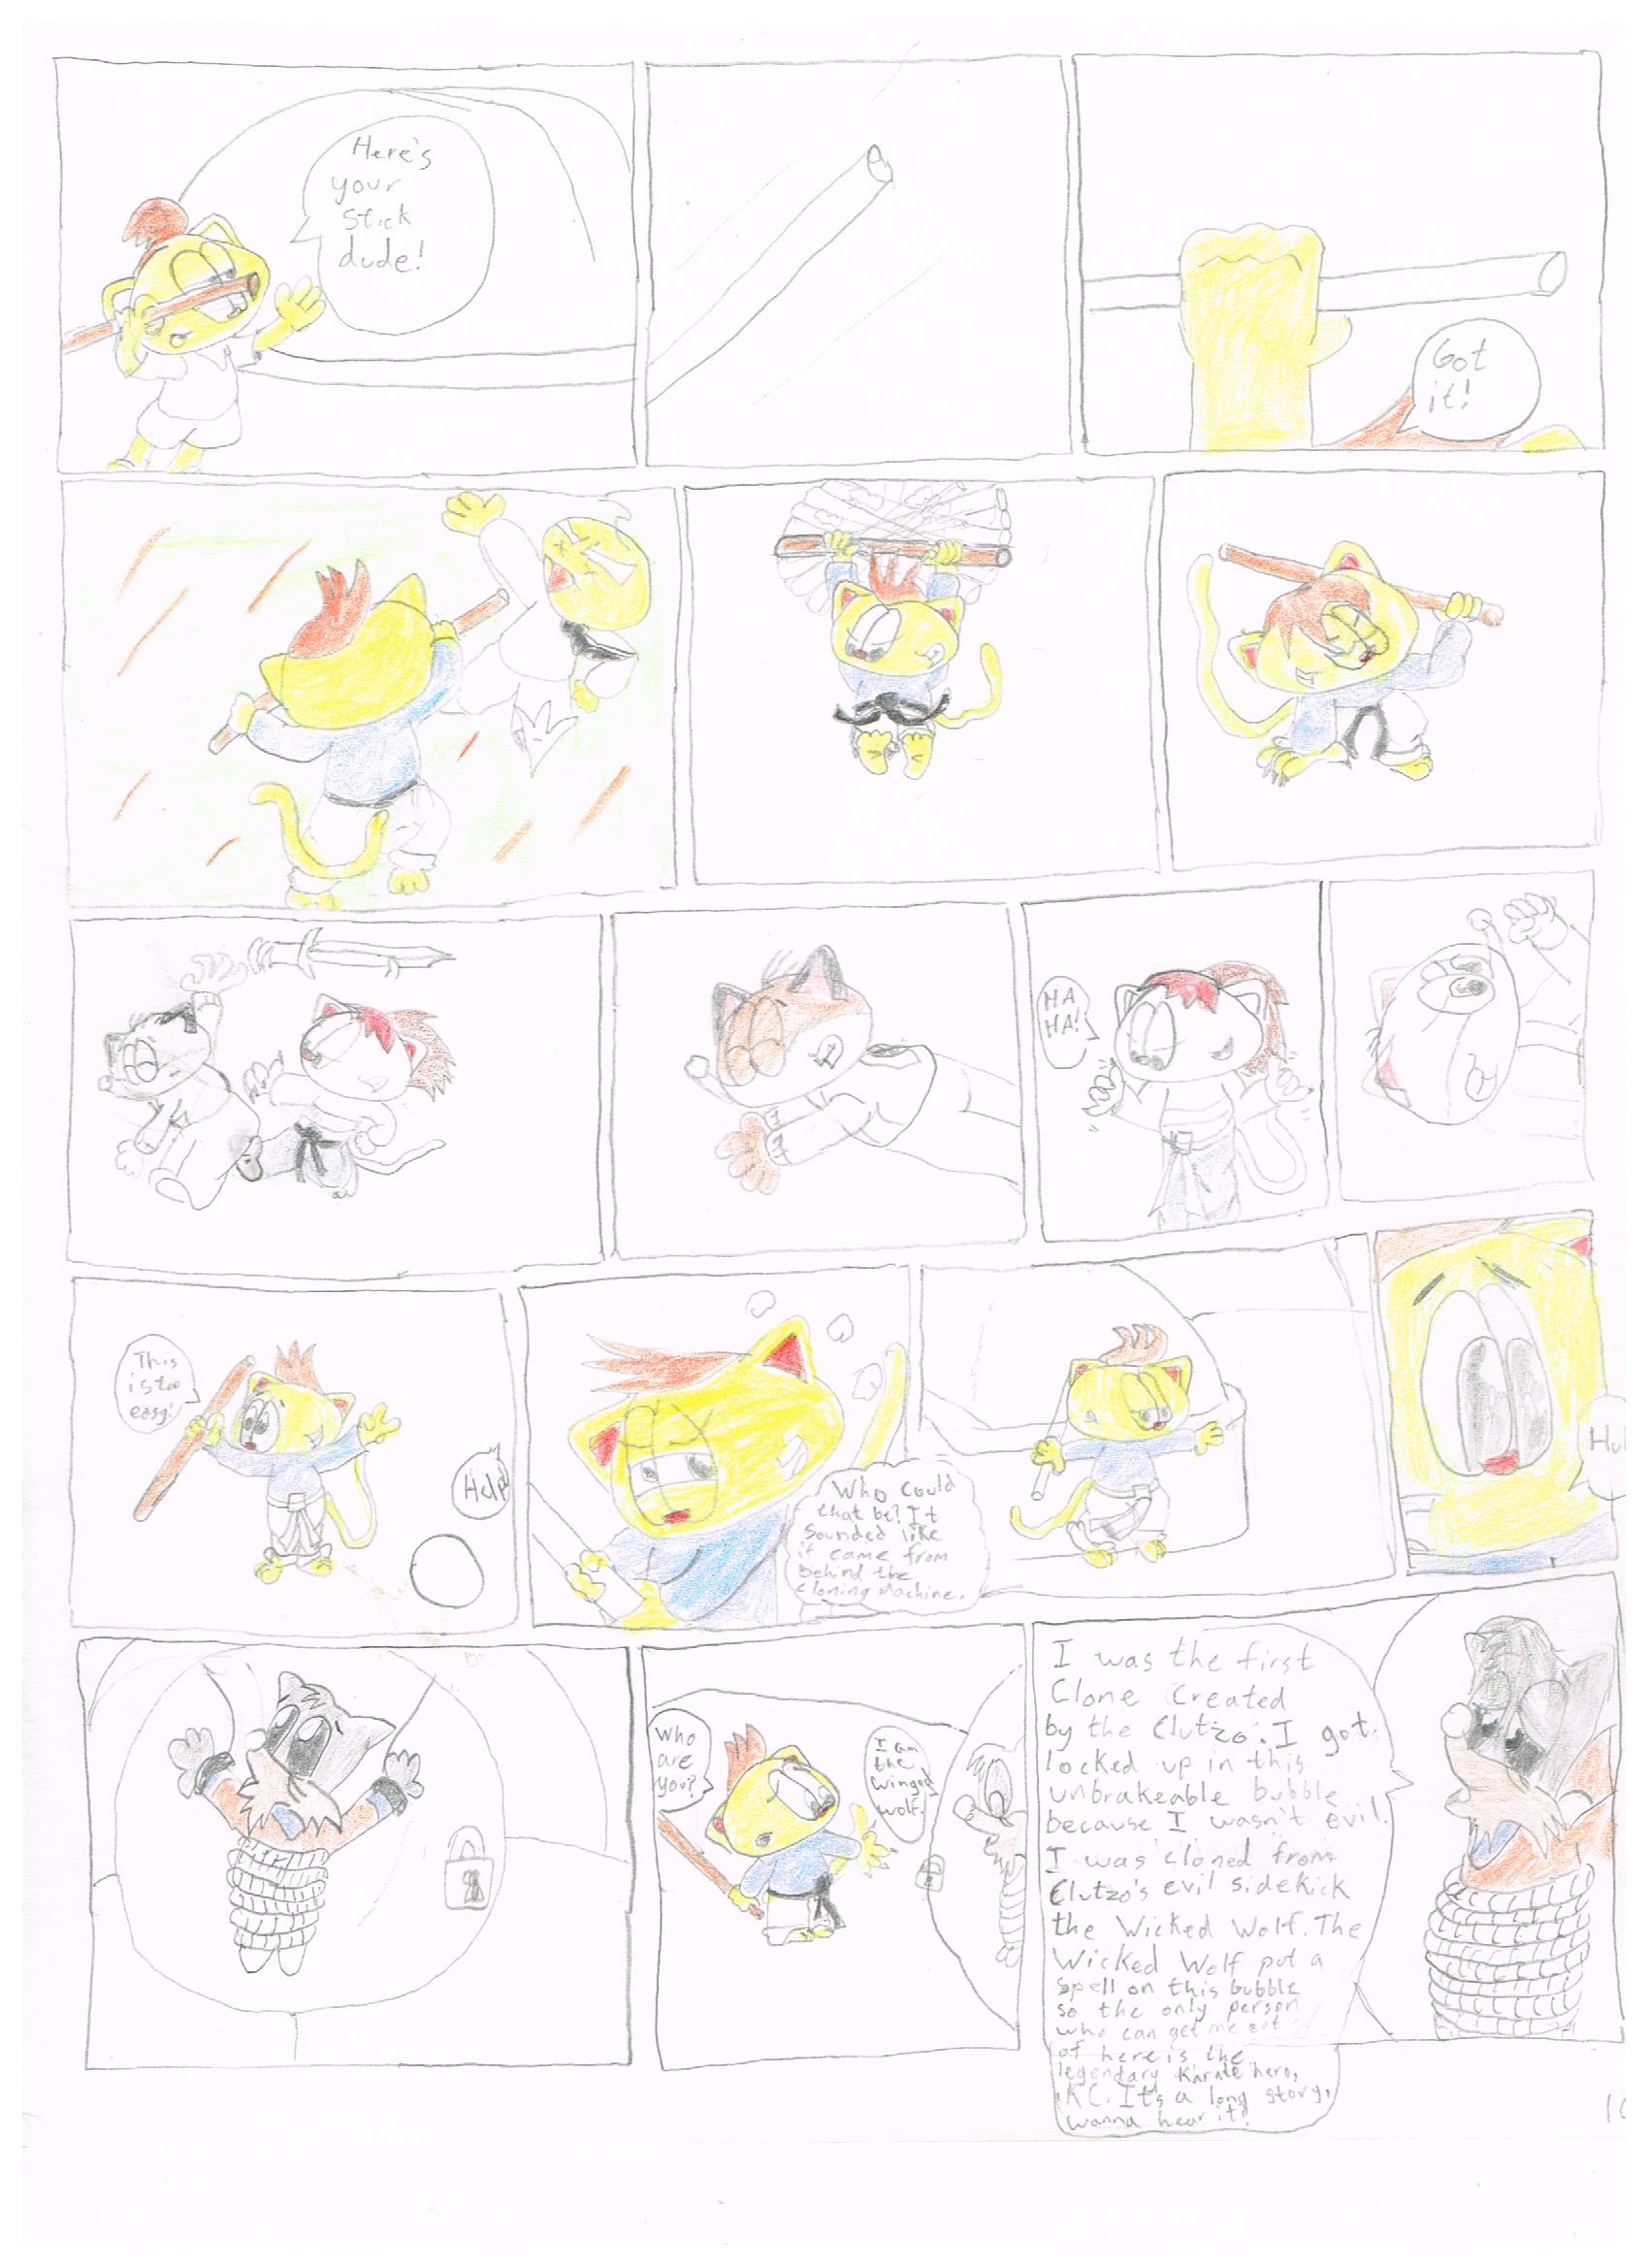 Here's
your
stick
dude!
Got
it!
HA
HA!
This
is too
easy!
Help!
Who could
that be? It
sounded like
it came from
behind the
cloning machine.
Who
are
you?
I am
the
winged
wolf.
I was the first
Clone created
by the Clutzo. I got
locked up in this
unbrakeable bubble
because I wasn't evil.
I was cloned from
Clutzo's evil sidekick
the Wicked Wolf. The
Wicked Wolf put a
spell on this bubble
so the only person
who can get me out
of here is the
legendary Karate hero,
KC. It's a long story,
wanna hear it?